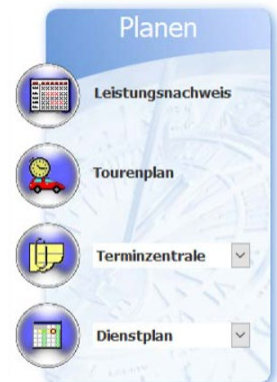 Planen
Leistungsnachweis
Tourenplan
Terminzentrale
Dienstplan